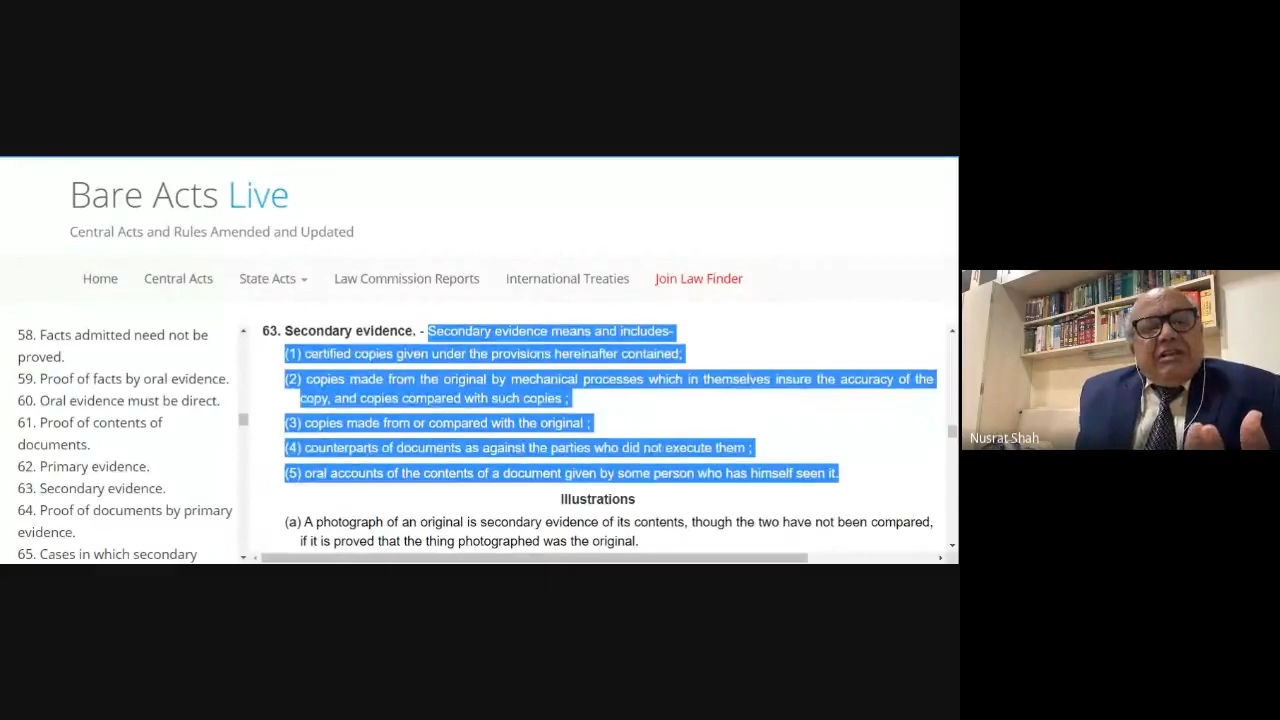 Bare Acts Live
Central Acts and Rules Amended and Updated
Home Central Acts State Acts Law Commission Reports International Treaties Join Law Finder
58. Facts admitted need not be
proved.
59. Proof of facts by oral evidence.
60. Oral evidence must be direct.
61. Proof of contents of
documents.
62. Primary evidence.
63. Secondary evidence.
64. Proof of documents by primary
evidence.
65. Cases in which secondary
63. Secondary evidence. - Secondary evidence means and includes-
(1) certified copies given under the provisions hereinafter contained;
(2) copies made from the original by mechanical processes which in themselves insure the accuracy of the
copy, and copies compared with such copies ;
(3) copies made from or compared with the original ;
(4) counterparts of documents as against the parties who did not execute them ;
(5) oral accounts of the contents of a document given by some person who has himself seen it.
Illustrations
(a) A photograph of an original is secondary evidence of its contents, though the two have not been compared,
if it is proved that the thing photographed was the original.
Nusrat Shah